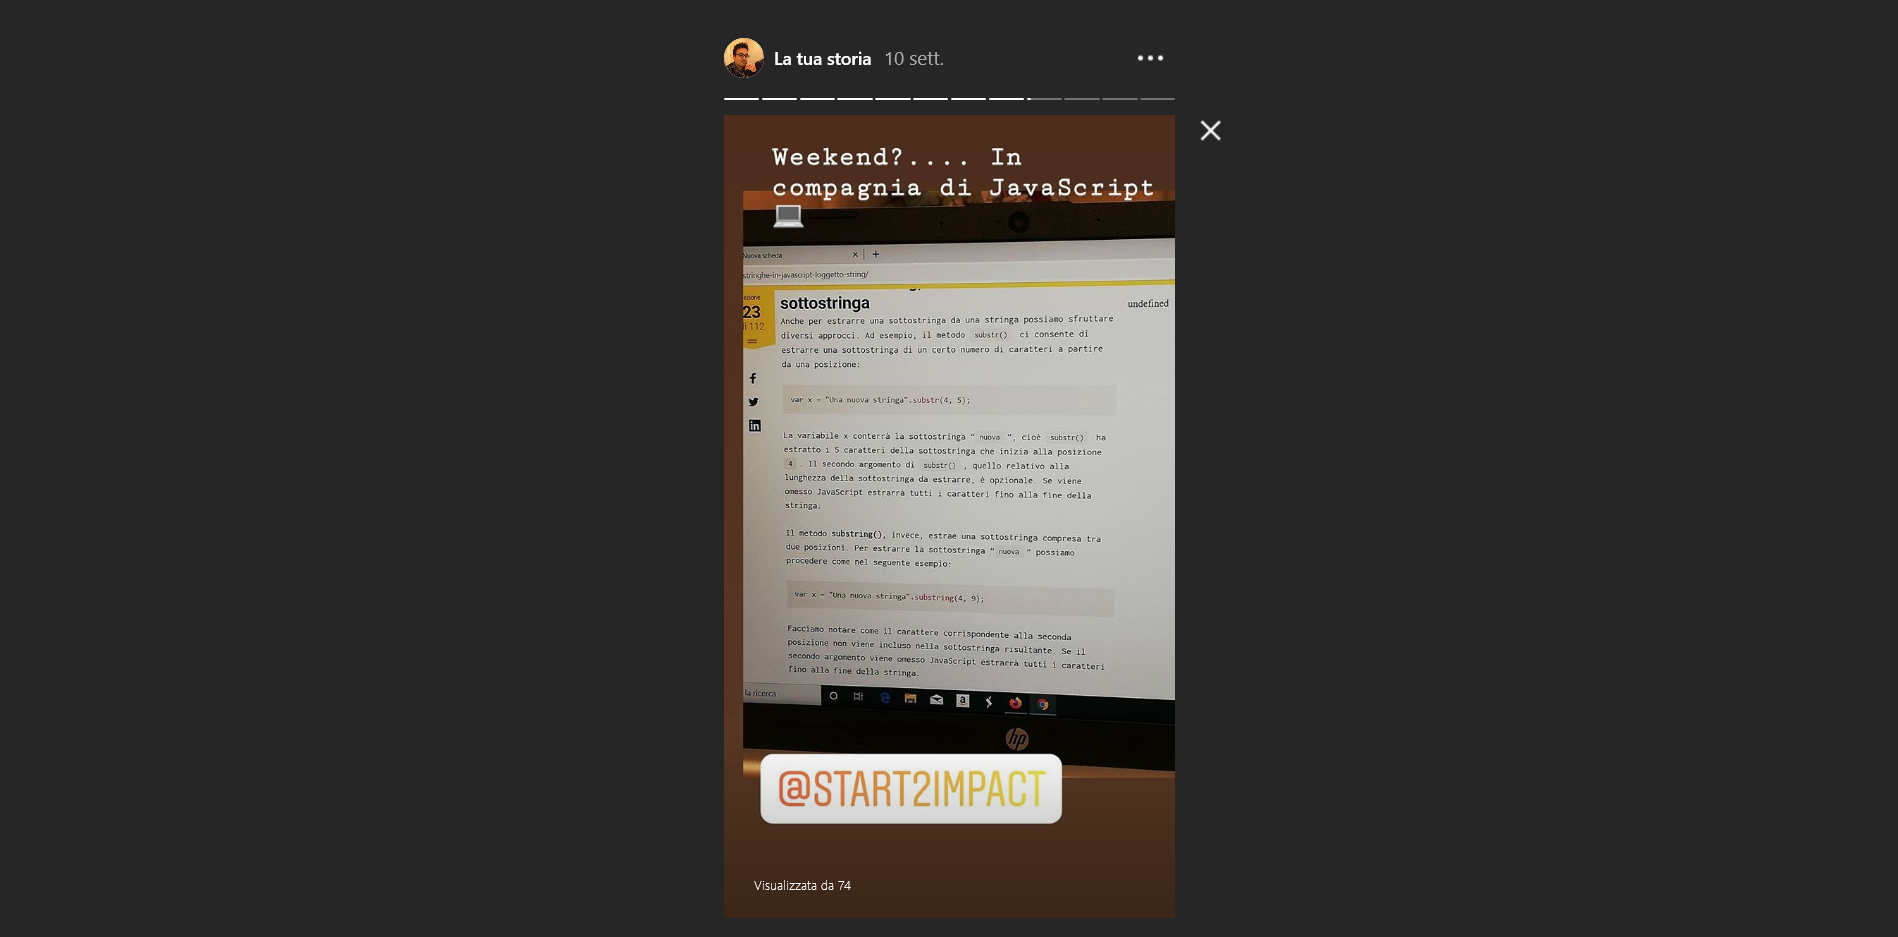 La tua storia 10 sett.
Weekend?.... In
compagnia di JavaScript
Nuova scheda
stringhe-in-javascript-loggetto-string/
sottostringa
undefined
23
di 112
Anche per estrarre una sottostringa da una stringa possiamo sfruttare
diversi approcci. Ad esempio, il metodo substr() ci consente di
estrarre una sottostringa di un certo numero di caratteri a partire
da una posizione:
var x = "Una nuova stringa".substr(4, 5);
La variabile x conterrà la sottostringa "nuova", cioè substr() ha
estratto i 5 caratteri della sottostringa che inizia alla posizione
4 . Il secondo argomento di substr() , quello relativo alla
lunghezza della sottostringa da estrarre, è opzionale. Se viene
omesso JavaScript estrarrà tutti i caratteri fino alla fine della
stringa.
Il metodo substring(), invece, estrae una sottostringa compresa tra
due posizioni. Per estrarre la sottostringa "nuova" possiamo
procedere come nel seguente esempio:
var x = "Una nuova stringa".substring(4, 9);
Facciamo notare come il carattere corrispondente alla seconda
posizione non viene incluso nella sottostringa risultante. Se il
secondo argomento viene omesso JavaScript estrarrà tutti i caratteri
fino alla fine della stringa.
la ricerca
hp
@START2IMPACT
Visualizzata da 74